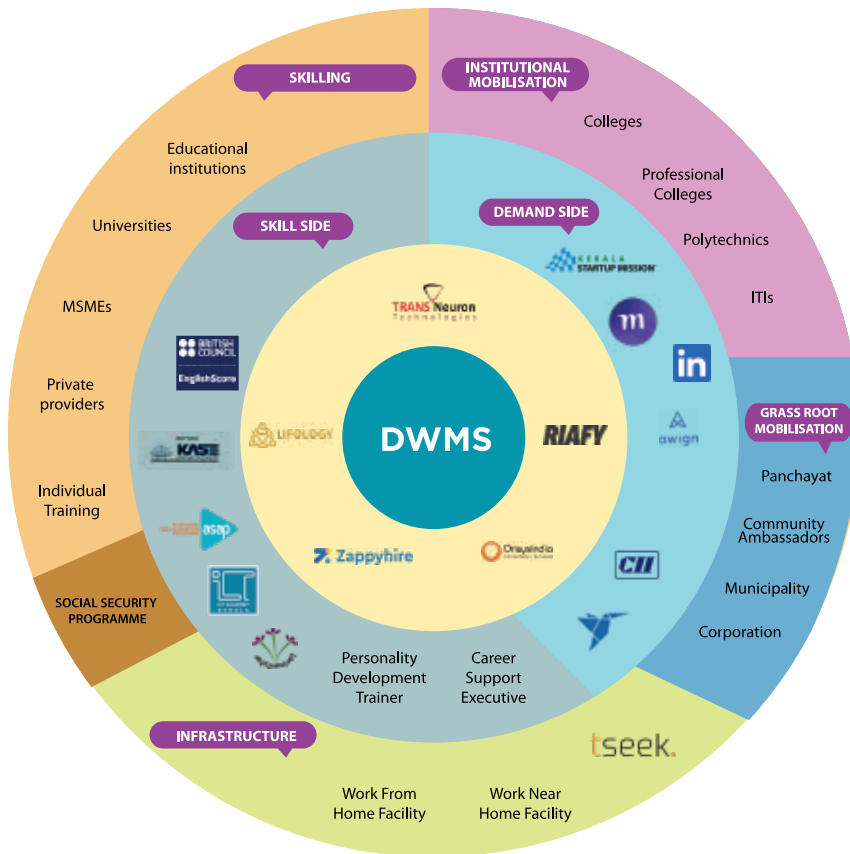 SKILLING
INSTITUTIONAL
MOBILISATION
Colleges
Educational
institutions
Professional
Colleges
Universities
SKILL SIDE
DEMAND SIDE
Polytechnics
KERALA
STARTUP MISSION
MSMEs
TRANS Neuron
Technologies
ITIs
m
BRITISH
COUNCIL
EnglishScore
in
Private
providers
GRASS ROOT
MOBILISATION
LIFOLOGY
DWMS
RIAFY
awign
KASE
Panchayat
Individual
Training
asap
Community
Ambassadors
Zappyhire
CII
ict
Municipality
SOCIAL SECURITY
PROGRAMME
Corporation
Personality
Development
Trainer
Career
Support
Executive
INFRASTRUCTURE
tseek.
Work From
Home Facility
Work Near
Home Facility